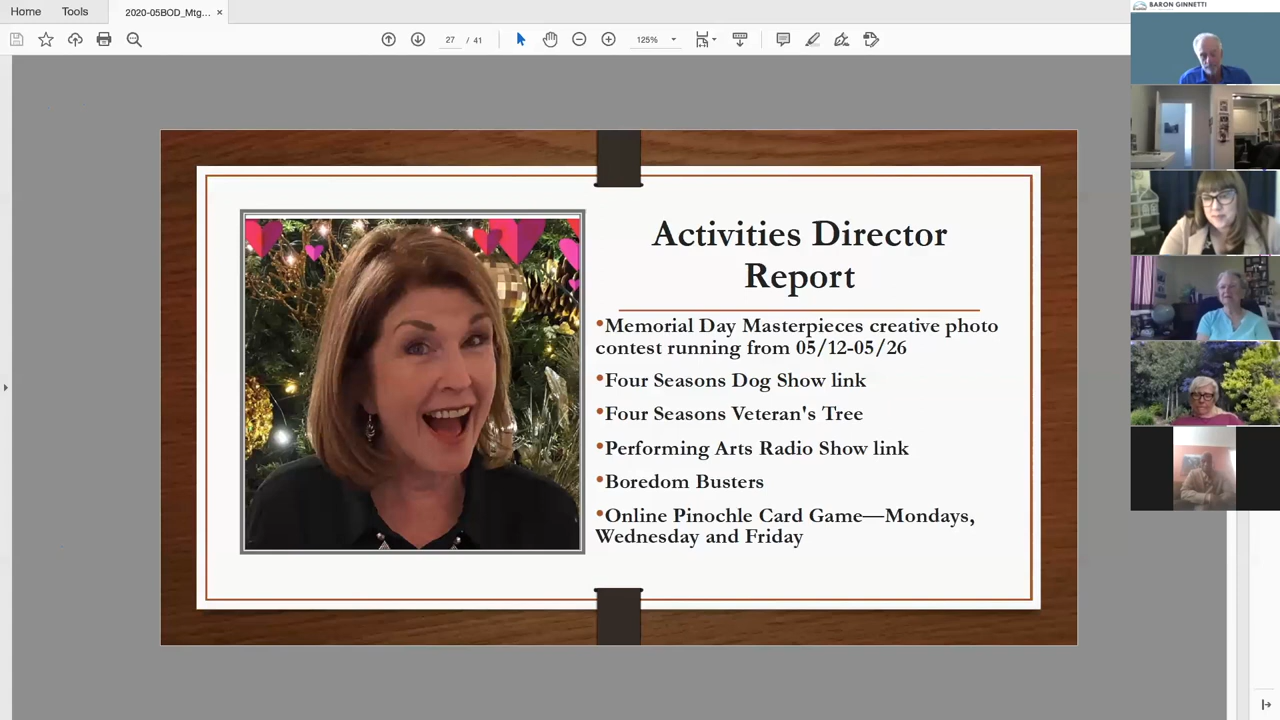 Home
Tools
2020-05BOD_Mtg... ×
27 / 41
125%
BARON GINNETTI
Activities Director
Report
•Memorial Day Masterpieces creative photo
contest running from 05/12-05/26
•Four Seasons Dog Show link
•Four Seasons Veteran's Tree
•Performing Arts Radio Show link
•Boredom Busters
•Online Pinochle Card Game—Mondays,
Wednesday and Friday